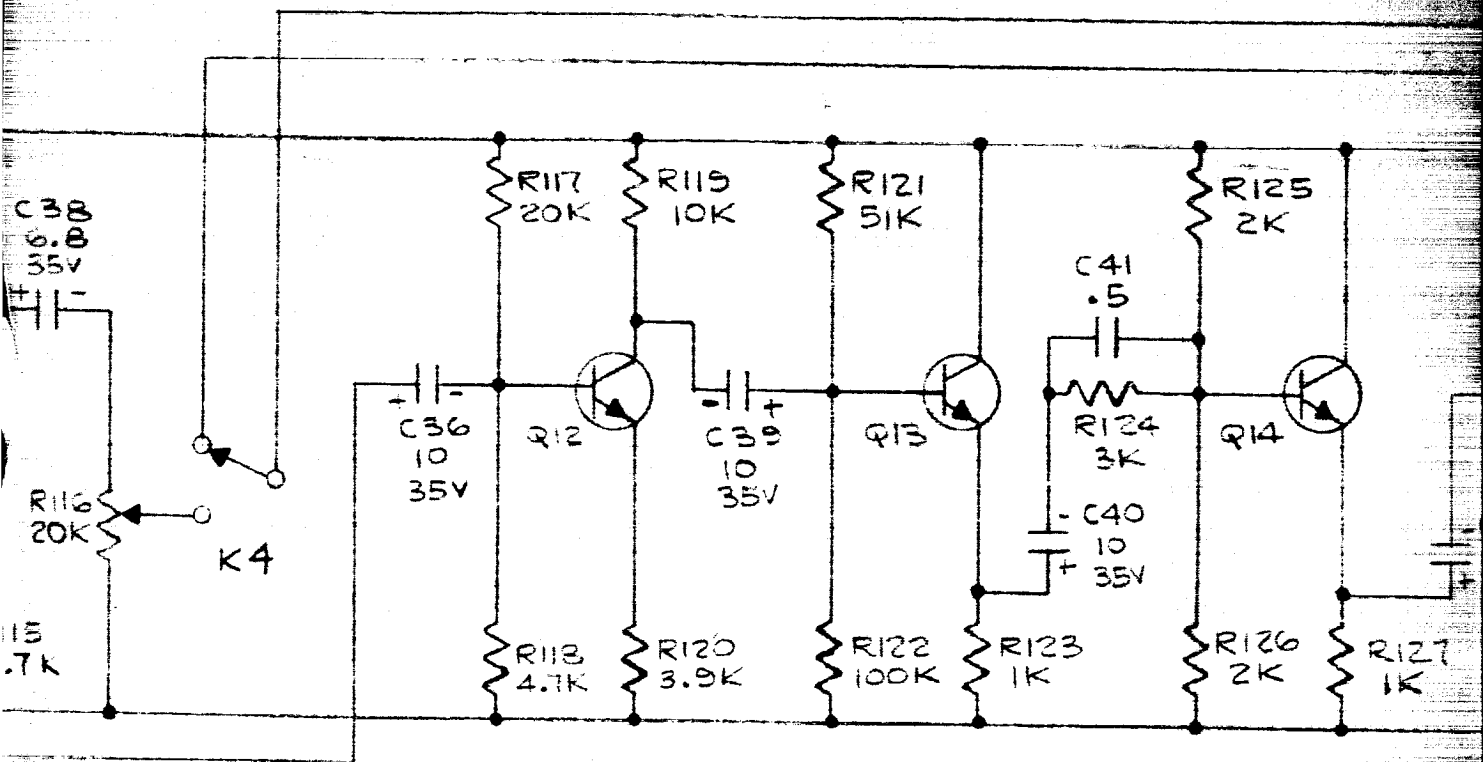 C38
6.8
35V
+ -
R116
20K
K4
115
.7K
R117
20K
R119
10K
+ -
C36
10
35V
Q12
R118
4.7K
R120
3.9K
- +
C39
10
35V
R121
51K
Q13
R122
100K
R123
1K
C41
.5
R124
3K
-
C40
10
35V
+
R125
2K
Q14
R126
2K
R127
1K
-
+